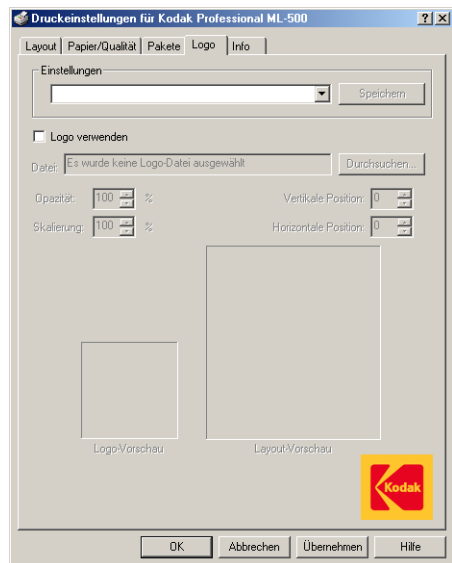 Druckeinstellungen für Kodak Professional ML-500
Layout Papier/Qualität Pakete Logo Info
Einstellungen
Speichern
Logo verwenden
Datei: Es wurde keine Logo-Datei ausgewählt Durchsuchen...
Opazität: 100 % Vertikale Position: 0
Skalierung: 100 % Horizontale Position: 0
Logo-Vorschau Layout-Vorschau
Kodak
OK Abbrechen Übernehmen Hilfe